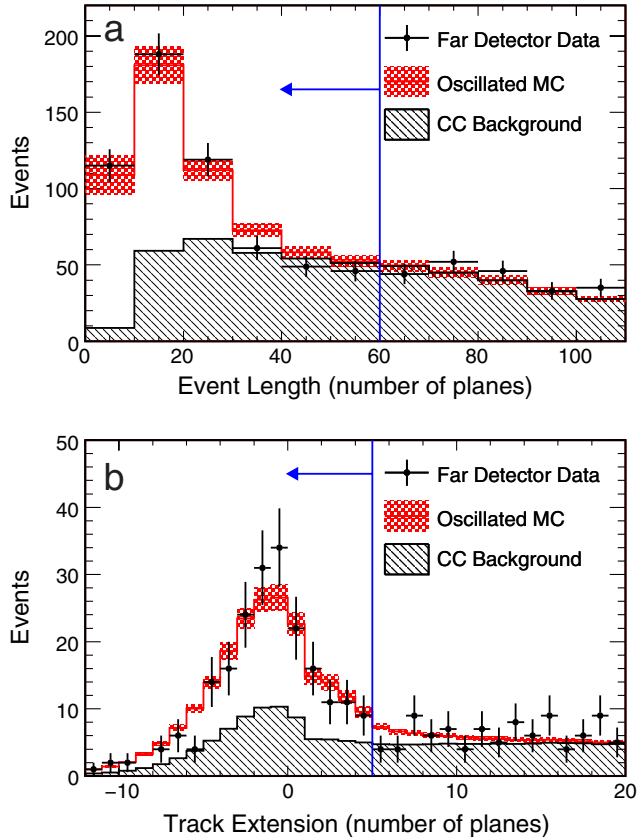 a
200
150
100
50
0
Events
Far Detector Data
Oscillated MC
CC Background
0 20 40 60 80 100
Event Length (number of planes)
b
50
40
30
20
10
0
Events
Far Detector Data
Oscillated MC
CC Background
−10 0 10 20
Track Extension (number of planes)